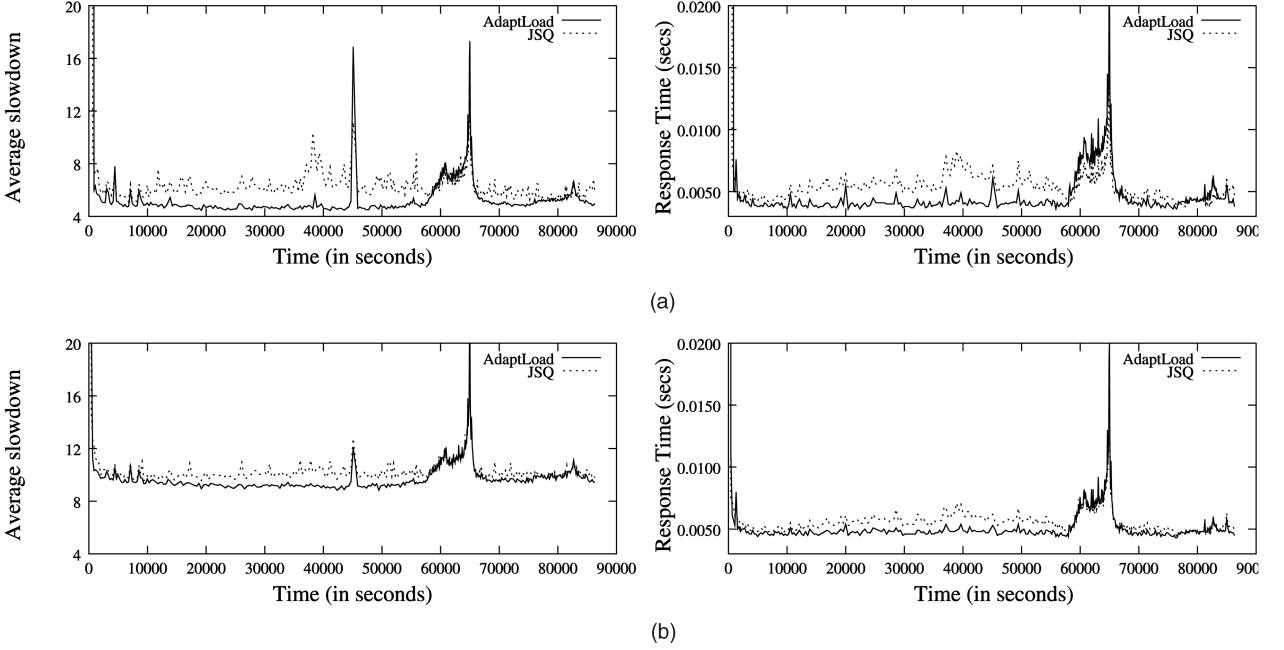 Average slowdown
20
16
12
8
4
AdaptLoad
JSQ
0 10000 20000 30000 40000 50000 60000 70000 80000 90000
Time (in seconds)
Response Time (secs)
0.0200
0.0150
0.0100
0.0050
AdaptLoad
JSQ
0 10000 20000 30000 40000 50000 60000 70000 80000 900
Time (in seconds)
(a)
Average slowdown
20
16
12
8
4
AdaptLoad
JSQ
0 10000 20000 30000 40000 50000 60000 70000 80000 90000
Time (in seconds)
Response Time (secs)
0.0200
0.0150
0.0100
0.0050
AdaptLoad
JSQ
0 10000 20000 30000 40000 50000 60000 70000 80000 900
Time (in seconds)
(b)